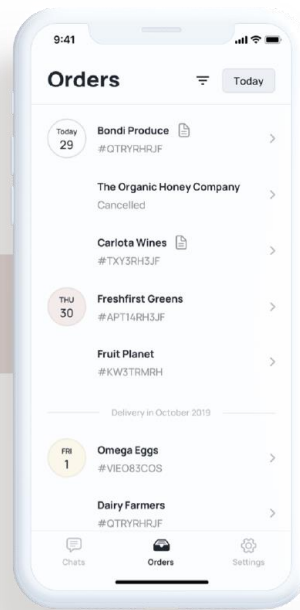 9:41
Orders
Today
Today
29
Bondi Produce
#QTRYRHRJF
The Organic Honey Company
Cancelled
Carlota Wines
#TXY3RH3JF
THU
30
Freshfirst Greens
#APT14RH3JF
Fruit Planet
#KW3TRMRH
Delivery in October 2019
FRI
1
Omega Eggs
#VIEO83COS
Dairy Farmers
#QTRYRHRJF
Chats
Orders
Settings